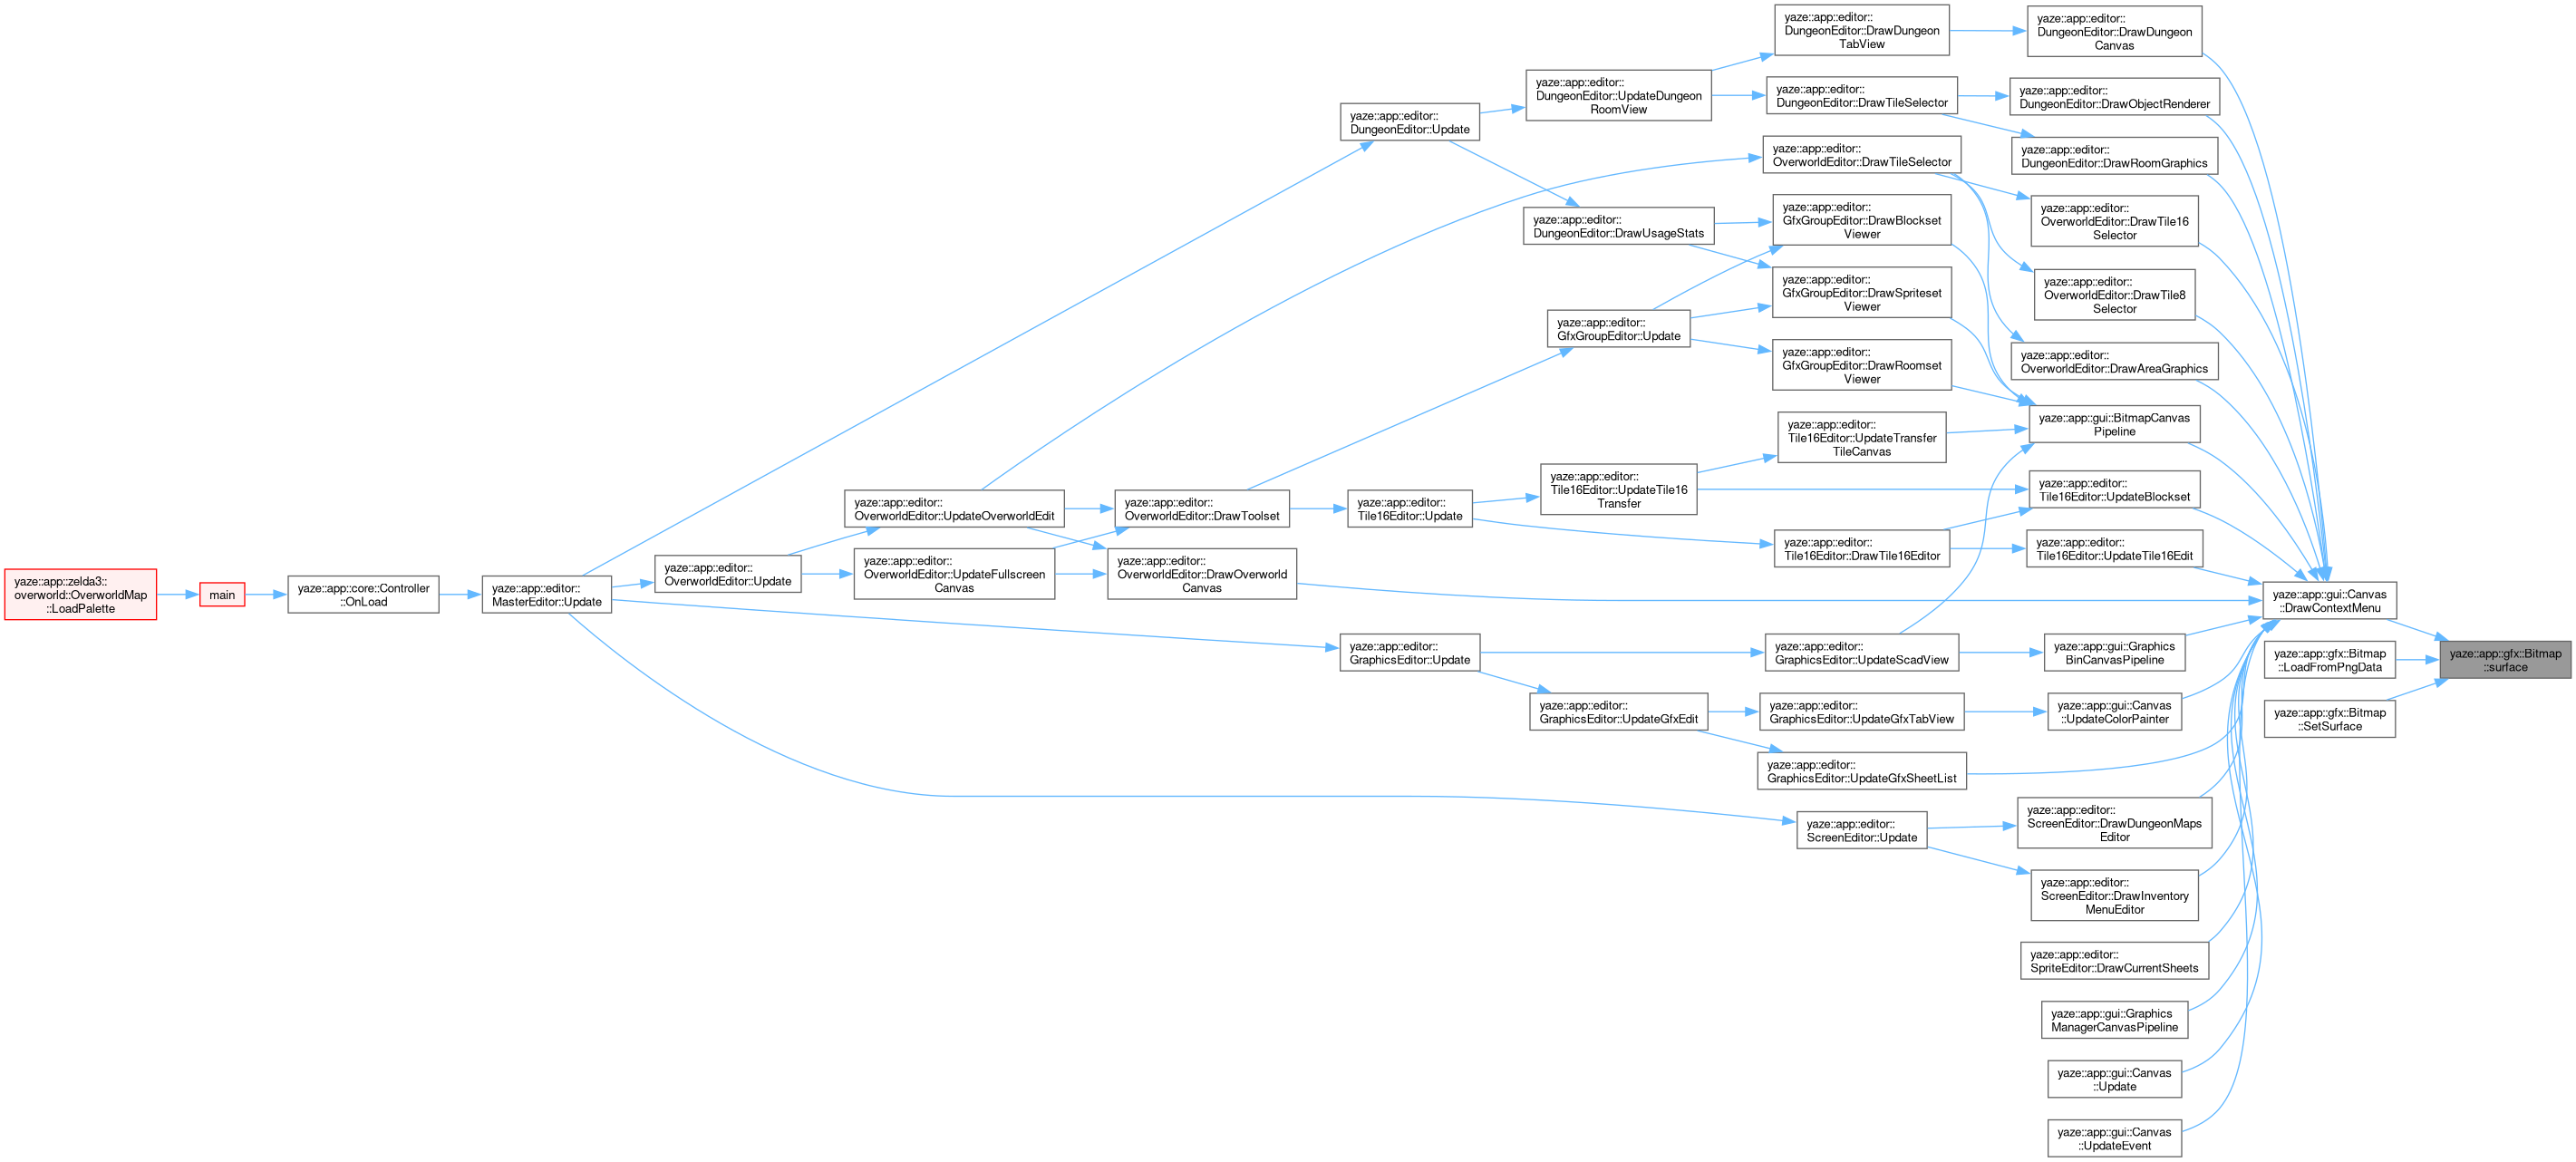 yaze::app::zelda3::
overworld::OverworldMap
::LoadPalette
main
yaze::app::core::Controller
::OnLoad
yaze::app::editor::
MasterEditor::Update
yaze::app::editor::
OverworldEditor::Update
yaze::app::editor::
OverworldEditor::UpdateOverworldEdit
yaze::app::editor::
OverworldEditor::UpdateFullscreen
Canvas
yaze::app::editor::
OverworldEditor::DrawToolset
yaze::app::editor::
OverworldEditor::DrawOverworld
Canvas
yaze::app::editor::
DungeonEditor::Update
yaze::app::editor::
Tile16Editor::Update
yaze::app::editor::
GraphicsEditor::Update
yaze::app::editor::
DungeonEditor::UpdateDungeon
RoomView
yaze::app::editor::
DungeonEditor::DrawUsageStats
yaze::app::editor::
GfxGroupEditor::Update
yaze::app::editor::
Tile16Editor::UpdateTile16
Transfer
yaze::app::editor::
GraphicsEditor::UpdateGfxEdit
yaze::app::editor::
DungeonEditor::DrawDungeon
TabView
yaze::app::editor::
DungeonEditor::DrawTileSelector
yaze::app::editor::
OverworldEditor::DrawTileSelector
yaze::app::editor::
GfxGroupEditor::DrawBlockset
Viewer
yaze::app::editor::
GfxGroupEditor::DrawSpriteset
Viewer
yaze::app::editor::
GfxGroupEditor::DrawRoomset
Viewer
yaze::app::editor::
Tile16Editor::UpdateTransfer
TileCanvas
yaze::app::editor::
Tile16Editor::DrawTile16Editor
yaze::app::editor::
GraphicsEditor::UpdateScadView
yaze::app::editor::
GraphicsEditor::UpdateGfxTabView
yaze::app::editor::
GraphicsEditor::UpdateGfxSheetList
yaze::app::editor::
ScreenEditor::Update
yaze::app::editor::
DungeonEditor::DrawDungeon
Canvas
yaze::app::editor::
DungeonEditor::DrawObjectRenderer
yaze::app::editor::
DungeonEditor::DrawRoomGraphics
yaze::app::editor::
OverworldEditor::DrawTile16
Selector
yaze::app::editor::
OverworldEditor::DrawTile8
Selector
yaze::app::editor::
OverworldEditor::DrawAreaGraphics
yaze::app::gui::BitmapCanvas
Pipeline
yaze::app::editor::
Tile16Editor::UpdateBlockset
yaze::app::editor::
Tile16Editor::UpdateTile16Edit
yaze::app::gui::Graphics
BinCanvasPipeline
yaze::app::gui::Canvas
::UpdateColorPainter
yaze::app::editor::
ScreenEditor::DrawDungeonMaps
Editor
yaze::app::editor::
ScreenEditor::DrawInventory
MenuEditor
yaze::app::editor::
SpriteEditor::DrawCurrentSheets
yaze::app::gui::Graphics
ManagerCanvasPipeline
yaze::app::gui::Canvas
::Update
yaze::app::gui::Canvas
::UpdateEvent
yaze::app::gui::Canvas
::DrawContextMenu
yaze::app::gfx::Bitmap
::LoadFromPngData
yaze::app::gfx::Bitmap
::SetSurface
yaze::app::gfx::Bitmap
::surface